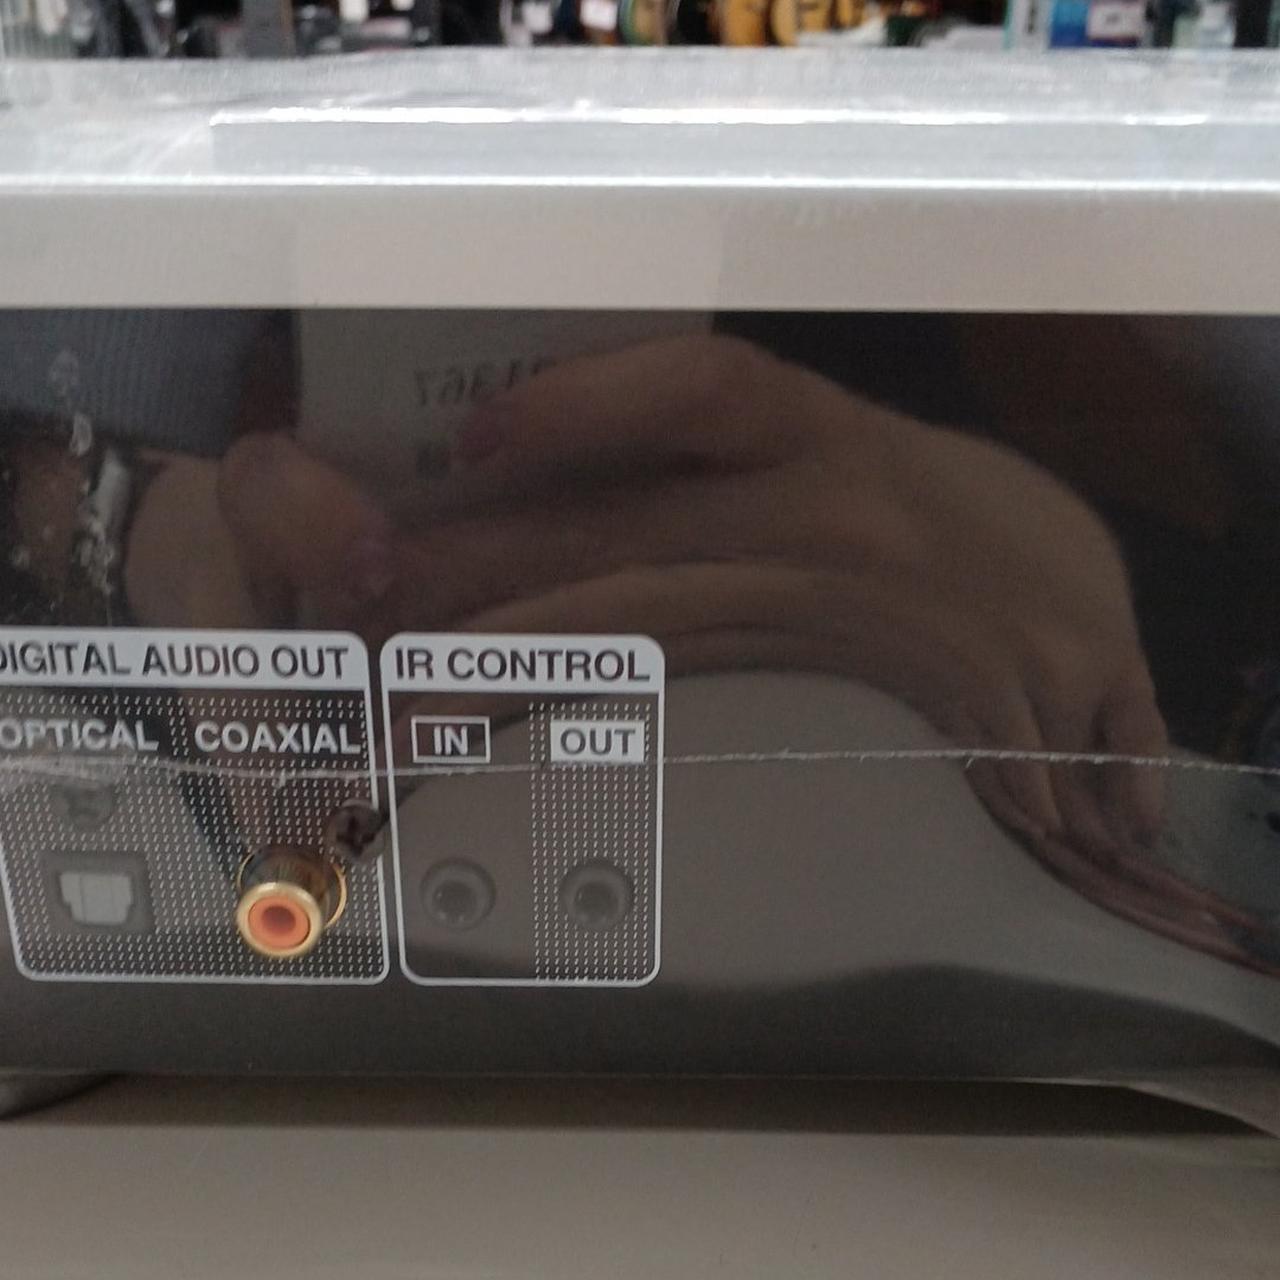 DIGITAL AUDIO OUT
IR CONTROL
OPTICAL
COAXIAL
IN
OUT